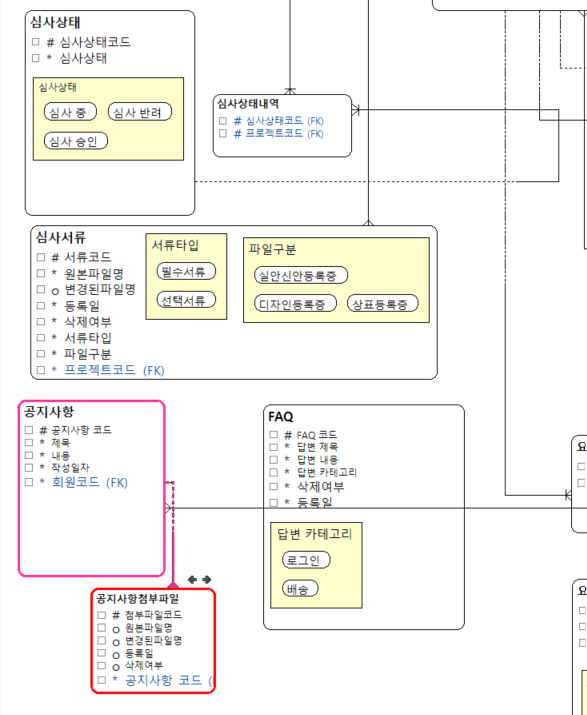 심사상태
# 심사상태코드
* 심사상태
심사상태
심사 중
심사 반려
심사 승인
심사상태내역
# 심사상태코드 (FK)
# 프로젝트코드 (FK)
심사서류
# 서류코드
* 원본파일명
o 변경된파일명
* 등록일
* 삭제여부
* 서류타입
* 파일구분
* 프로젝트코드 (FK)
서류타입
필수서류
선택서류
파일구분
실안신안등록증
디자인등록증
상표등록증
공지사항
# 공지사항 코드
* 제목
* 내용
* 작성일자
* 회원코드 (FK)
FAQ
# FAQ 코드
* 답변 제목
* 답변 내용
* 답변 카테고리
* 삭제여부
* 등록일
답변 카테고리
로그인
배송
공지사항첨부파일
# 첨부파일코드
o 원본파일명
o 변경된파일명
o 등록일
o 삭제여부
* 공지사항 코드 (